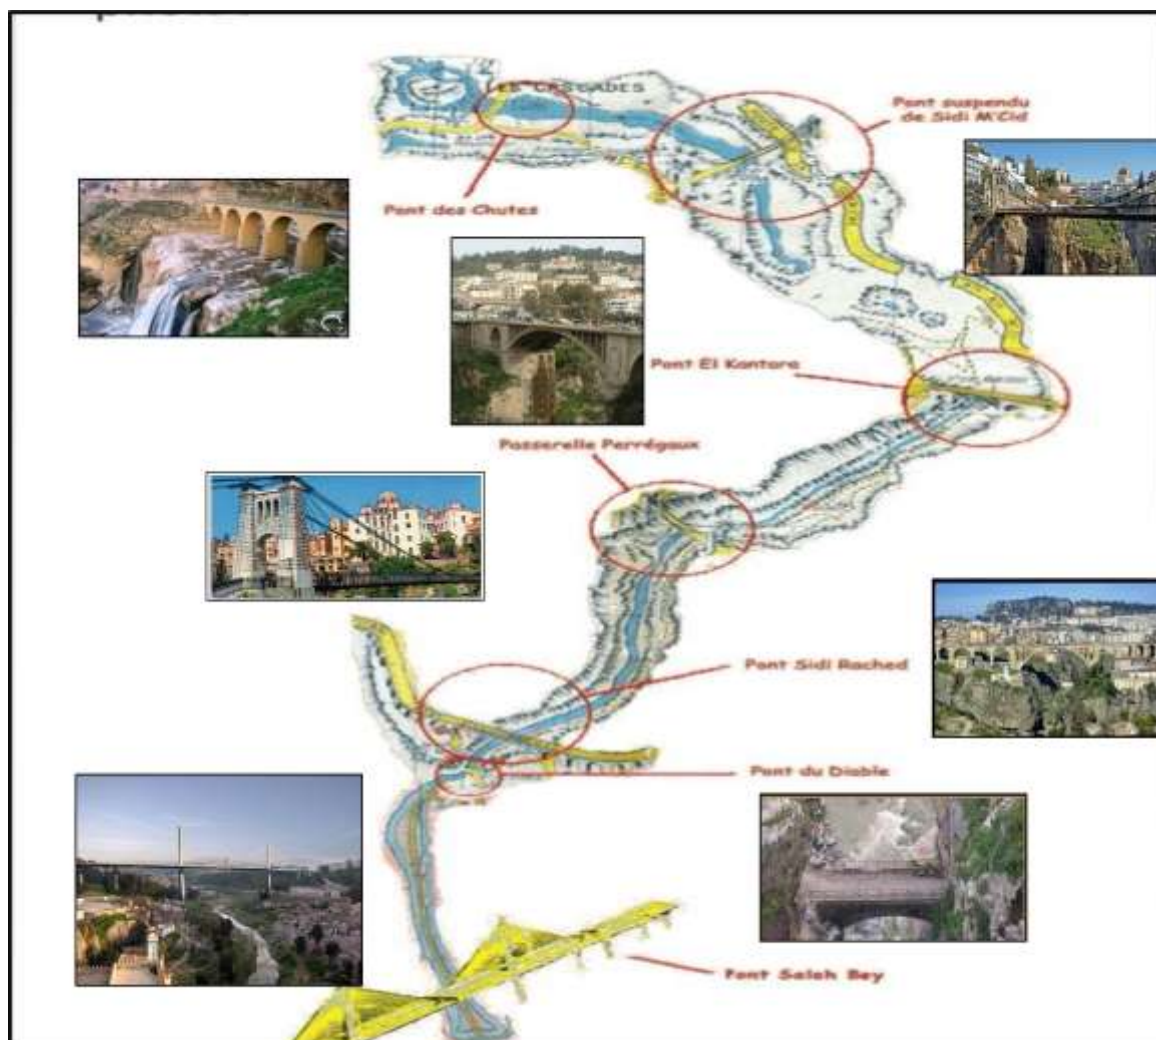 LES CASCADES
Pont suspendu
de Sidi M'Cid
Pont des Chutes
Pont El Kantara
Passerelle Perrégaux
Pont Sidi Rached
Pont du Diable
Pont Salah Bey